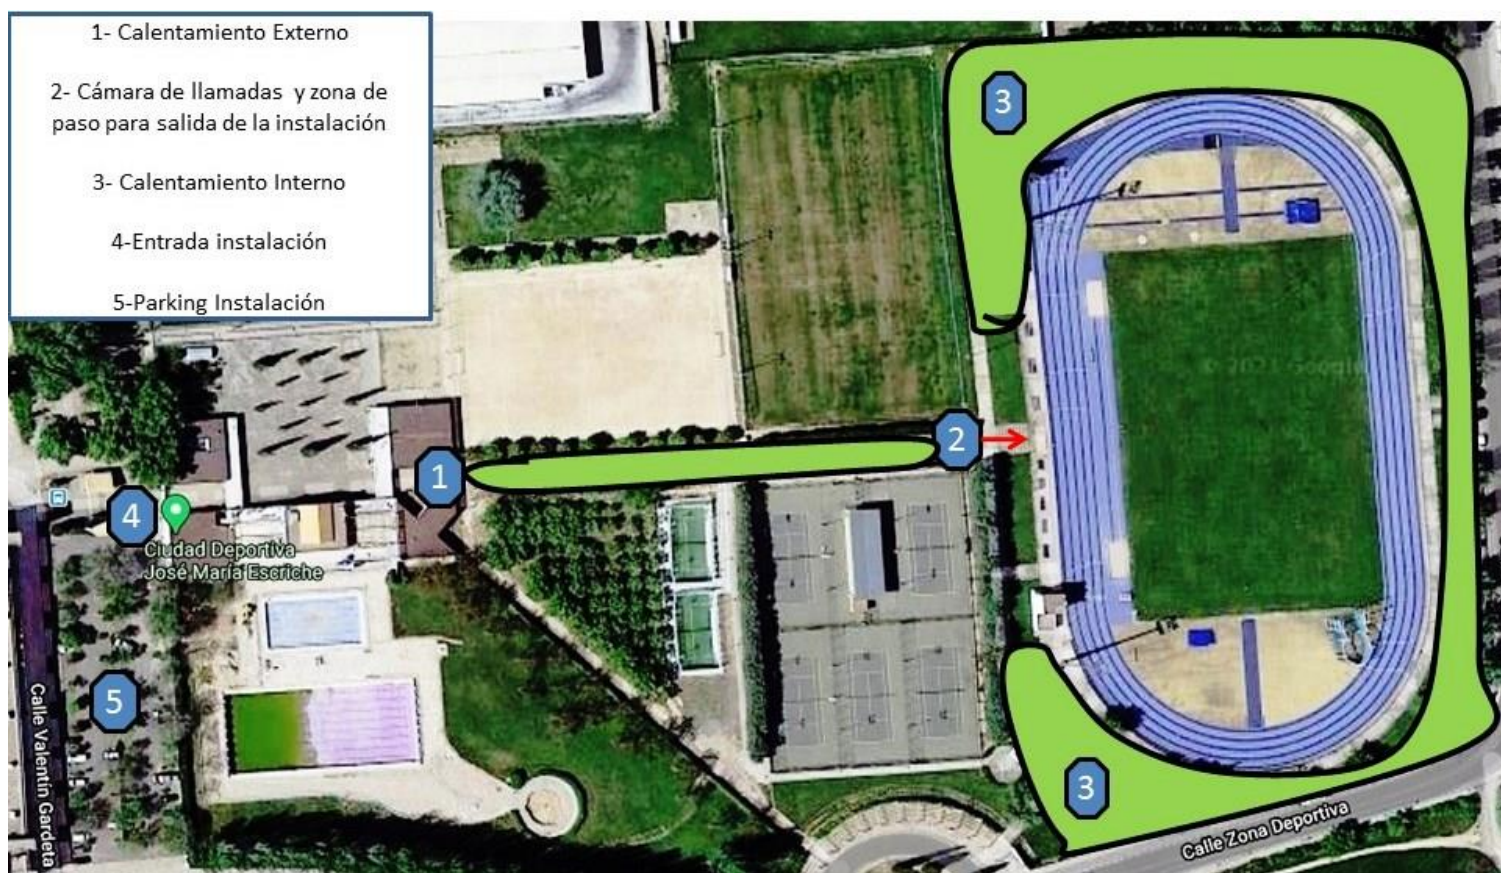 1- Calentamiento Externo
2- Cámara de llamadas y zona de
paso para salida de la instalación
3- Calentamiento Interno
4-Entrada instalación
5-Parking Instalación
3
© 2021 Google
2
1
4
Ciudad Deportiva
José María Escriche
5
Calle Valentín Gardeta
3
Calle Zona Deportiva